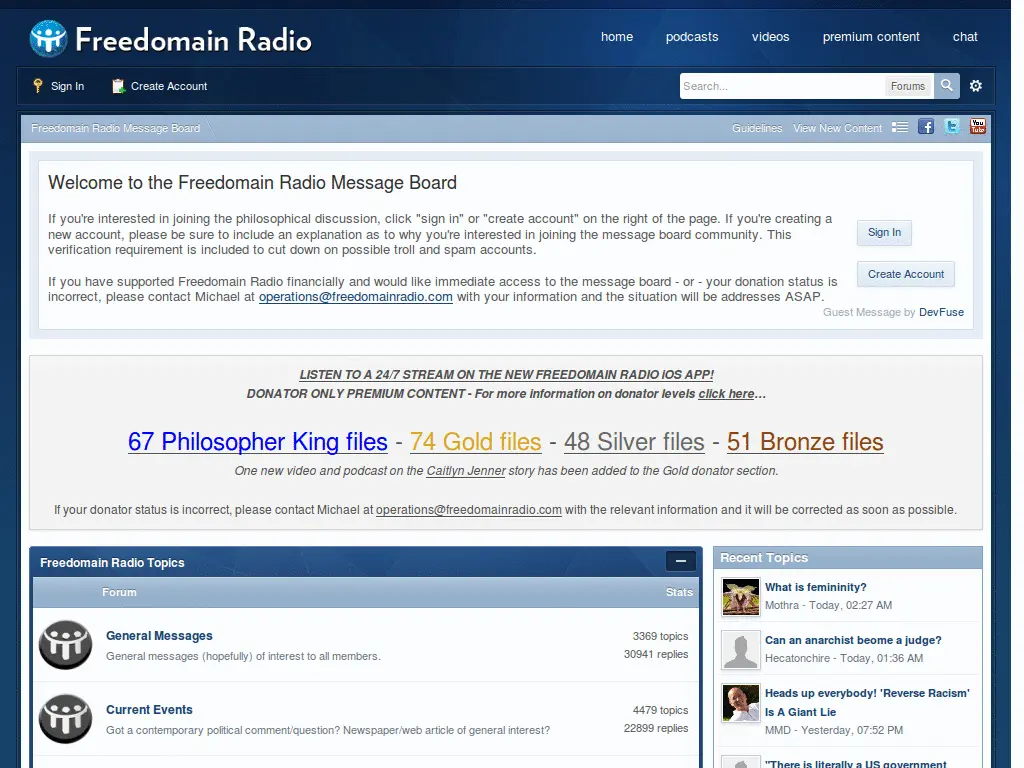 Freedomain Radio
home podcasts videos premium content chat
Sign In Create Account
Search... Forums
Freedomain Radio Message Board
Guidelines View New Content
You Tube
Welcome to the Freedomain Radio Message Board
If you're interested in joining the philosophical discussion, click "sign in" or "create account" on the right of the page. If you're creating a
new account, please be sure to include an explanation as to why you're interested in joining the message board community. This
verification requirement is included to cut down on possible troll and spam accounts.
If you have supported Freedomain Radio financially and would like immediate access to the message board - or - your donation status is
incorrect, please contact Michael at operations@freedomainradio.com with your information and the situation will be addresses ASAP.
Sign In
Create Account
Guest Message by DevFuse
LISTEN TO A 24/7 STREAM ON THE NEW FREEDOMAIN RADIO iOS APP!
DONATOR ONLY PREMIUM CONTENT - For more information on donator levels click here...
67 Philosopher King files - 74 Gold files - 48 Silver files - 51 Bronze files
One new video and podcast on the Caitlyn Jenner story has been added to the Gold donator section.
If your donator status is incorrect, please contact Michael at operations@freedomainradio.com with the relevant information and it will be corrected as soon as possible.
Freedomain Radio Topics
Forum Stats
General Messages
General messages (hopefully) of interest to all members.
3369 topics
30941 replies
Current Events
Got a contemporary political comment/question? Newspaper/web article of general interest?
4479 topics
22899 replies
Recent Topics
What is femininity?
Mothra - Today, 02:27 AM
Can an anarchist beome a judge?
Hecatonchire - Today, 01:36 AM
Heads up everybody! 'Reverse Racism'
Is A Giant Lie
MMD - Yesterday, 07:52 PM
"There is literally a US government